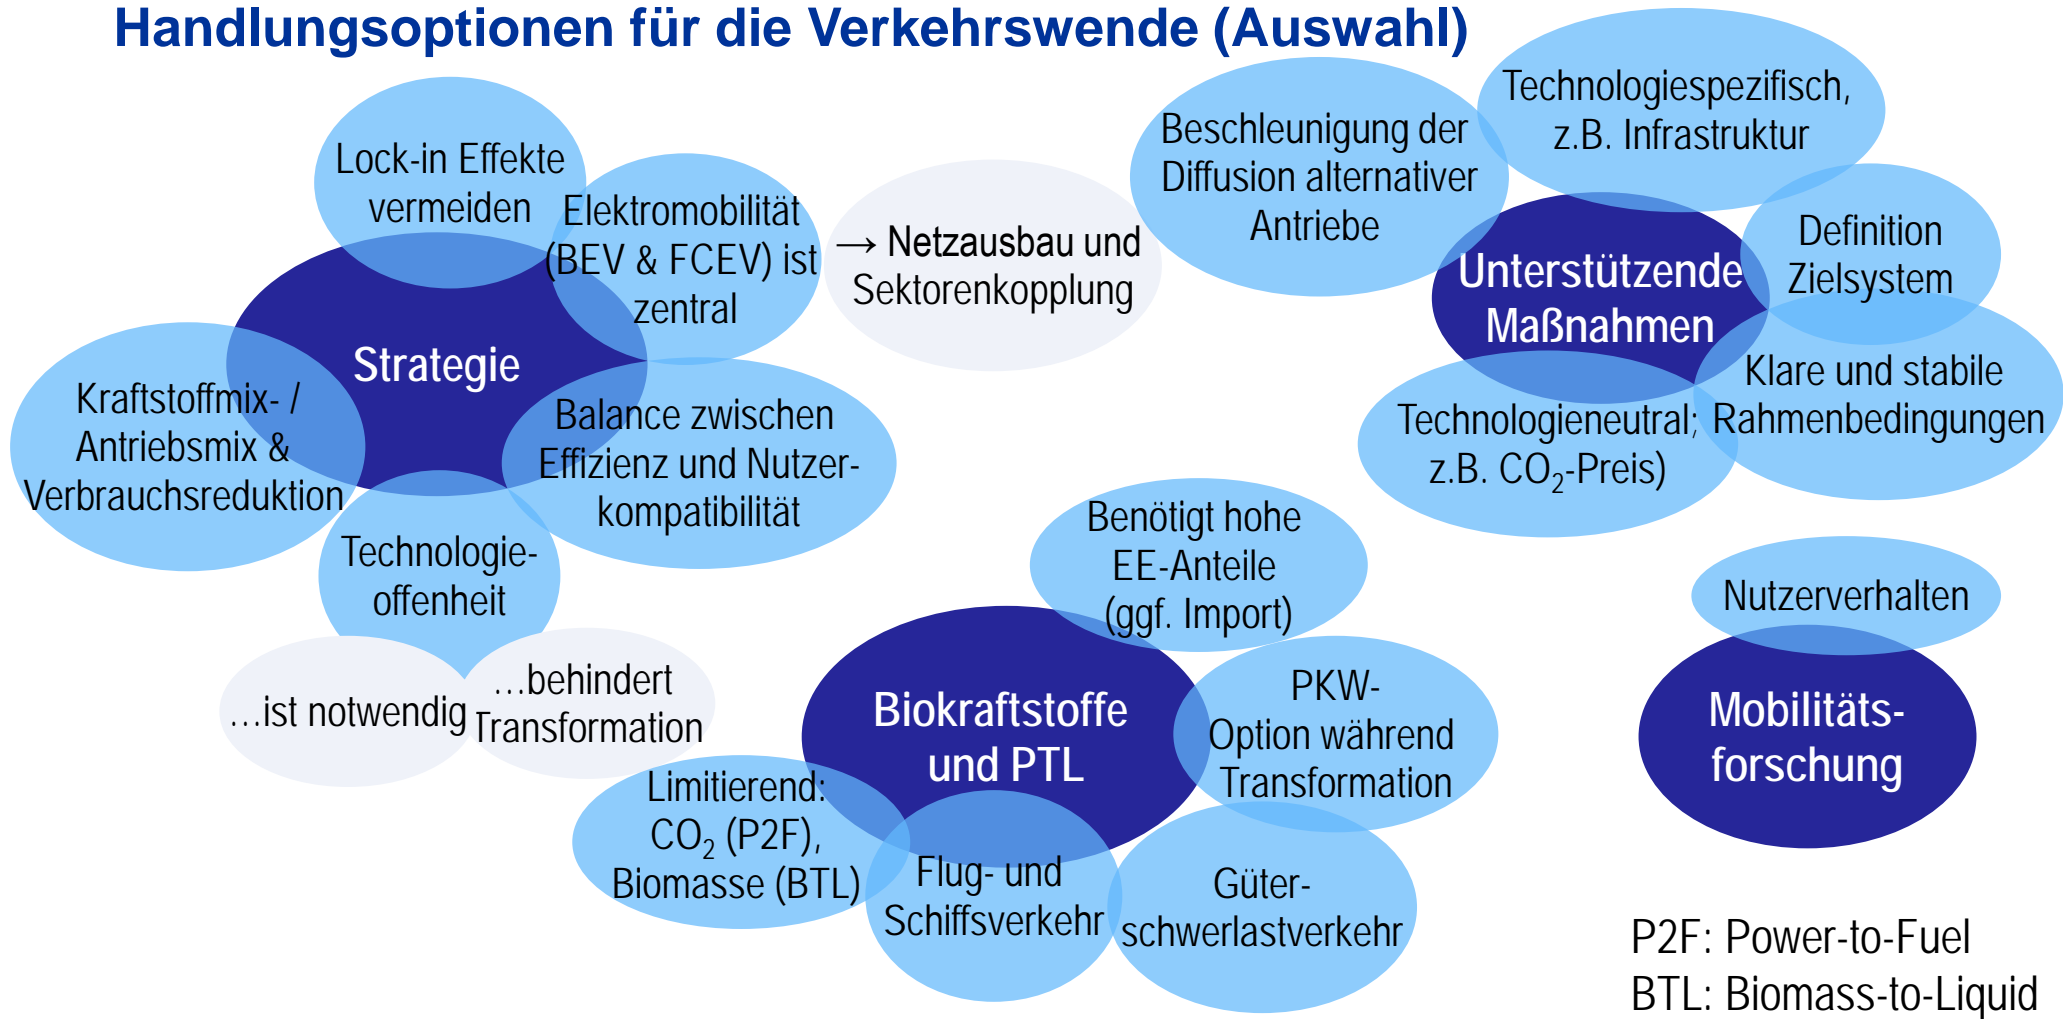 Handlungsoptionen für die Verkehrswende (Auswahl)
Lock-in Effekte
vermeiden
Elektromobilität
(BEV & FCEV) ist
zentral
→ Netzausbau und
Sektorenkopplung
Strategie
Kraftstoffmix- /
Antriebsmix &
Verbrauchsreduktion
Balance zwischen
Effizienz und Nutzer-
kompatibilität
Technologie-
offenheit
…ist notwendig
…behindert
Transformation
Beschleunigung der
Diffusion alternativer
Antriebe
Technologiespezifisch,
z.B. Infrastruktur
Definition
Zielsystem
Unterstützende
Maßnahmen
Klare und stabile
Rahmenbedingungen
Technologieneutral;
z.B. CO₂-Preis)
Benötigt hohe
EE-Anteile
(ggf. Import)
Biokraftstoffe
und PTL
PKW-
Option während
Transformation
Limitierend:
CO₂ (P2F),
Biomasse (BTL)
Flug- und
Schiffsverkehr
Güter-
schwerlastverkehr
Nutzerverhalten
Mobilitäts-
forschung
P2F: Power-to-Fuel
BTL: Biomass-to-Liquid